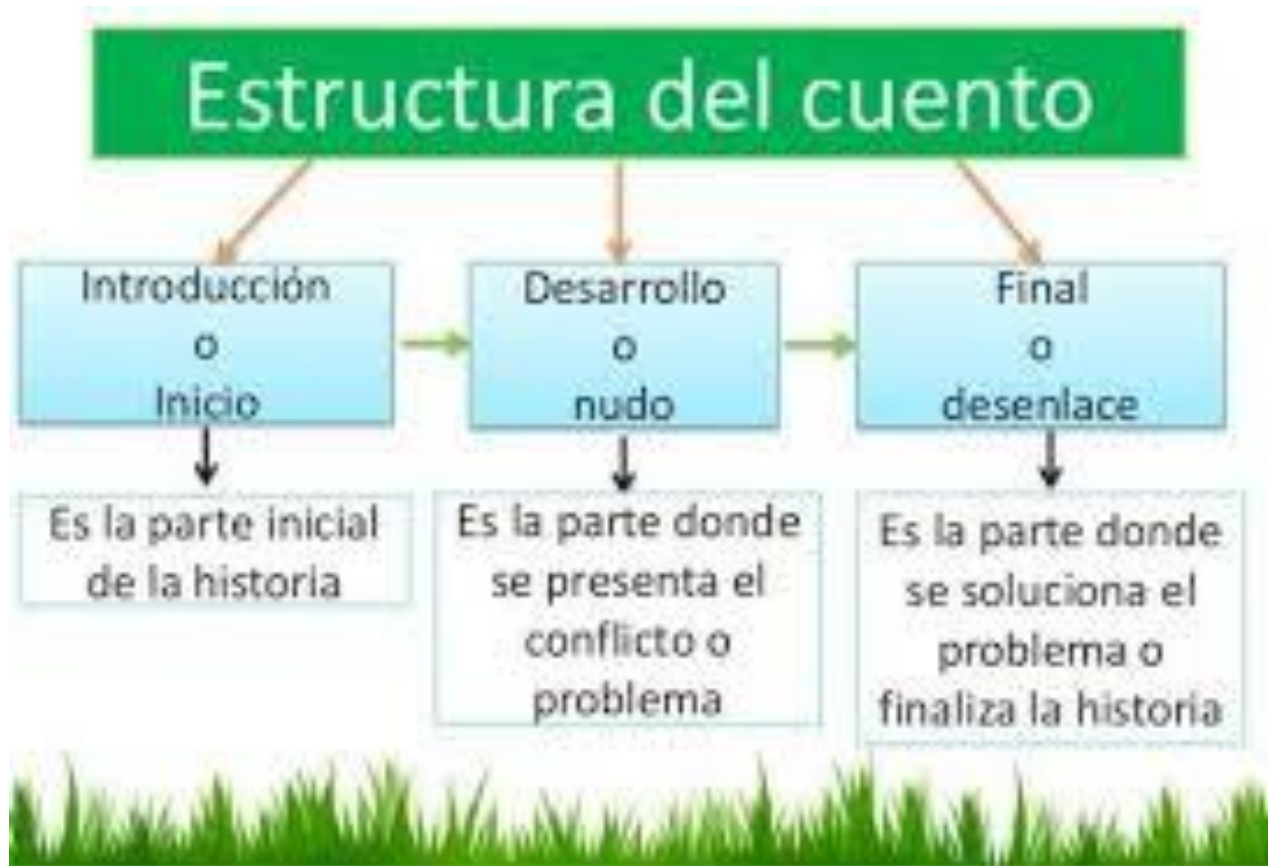 Estructura del cuento
Introducción
o
Inicio
Desarrollo
o
nudo
Final
o
desenlace
Es la parte inicial
de la historia
Es la parte donde
se presenta el
conflicto o
problema
Es la parte donde
se soluciona el
problema o
finaliza la historia